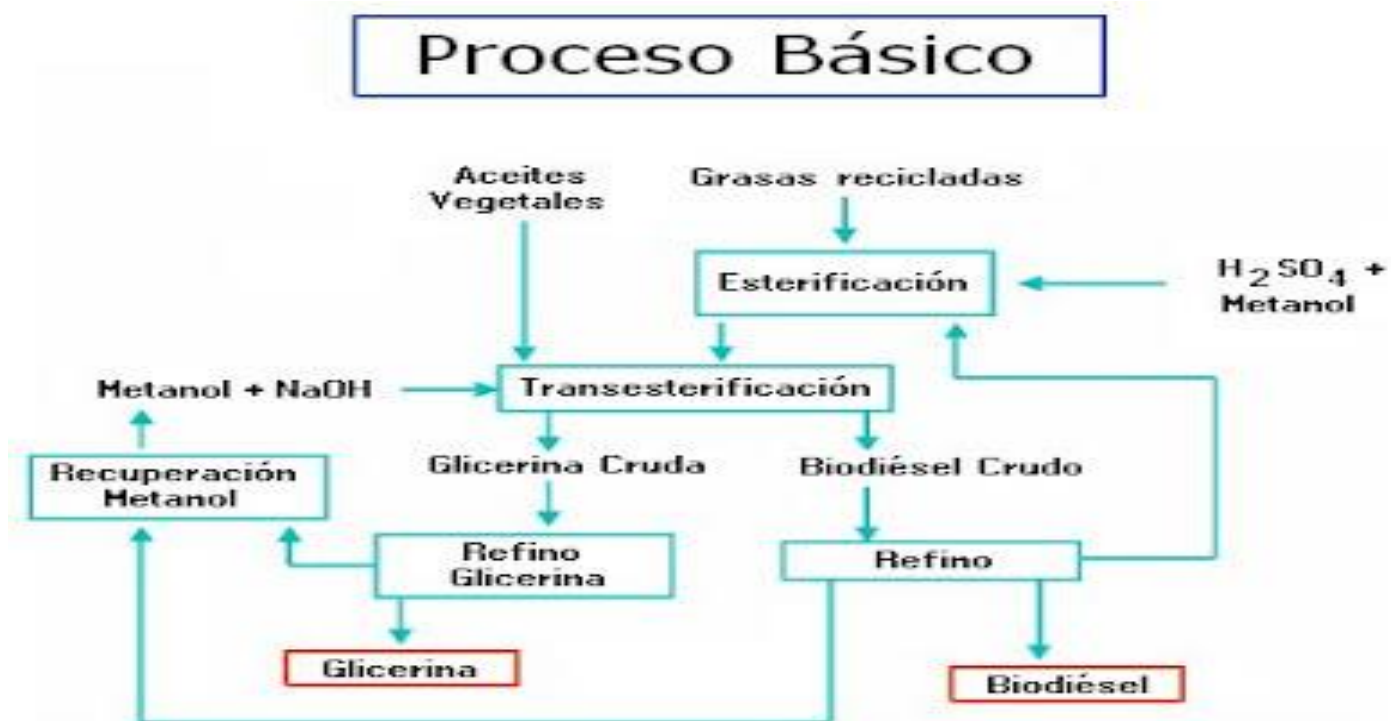 Proceso Básico
Aceites
Vegetales
Grasas recicladas
Esterificación
H2SO4 +
Metanol
Metanol + NaOH
Transesterificación
Glicerina Cruda
Biodiésel Crudo
Recuperación
Metanol
Refino
Glicerina
Refino
Glicerina
Biodiésel